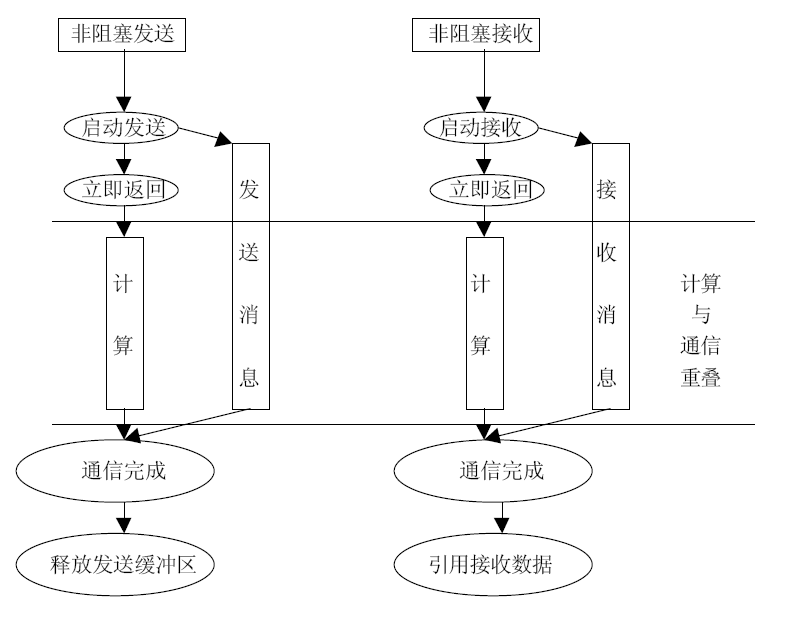 非阻塞发送
非阻塞接收
启动发送
启动接收
立即返回
立即返回
发送消息
接收消息
计算
计算
计算
与
通信
重叠
通信完成
通信完成
释放发送缓冲区
引用接收数据